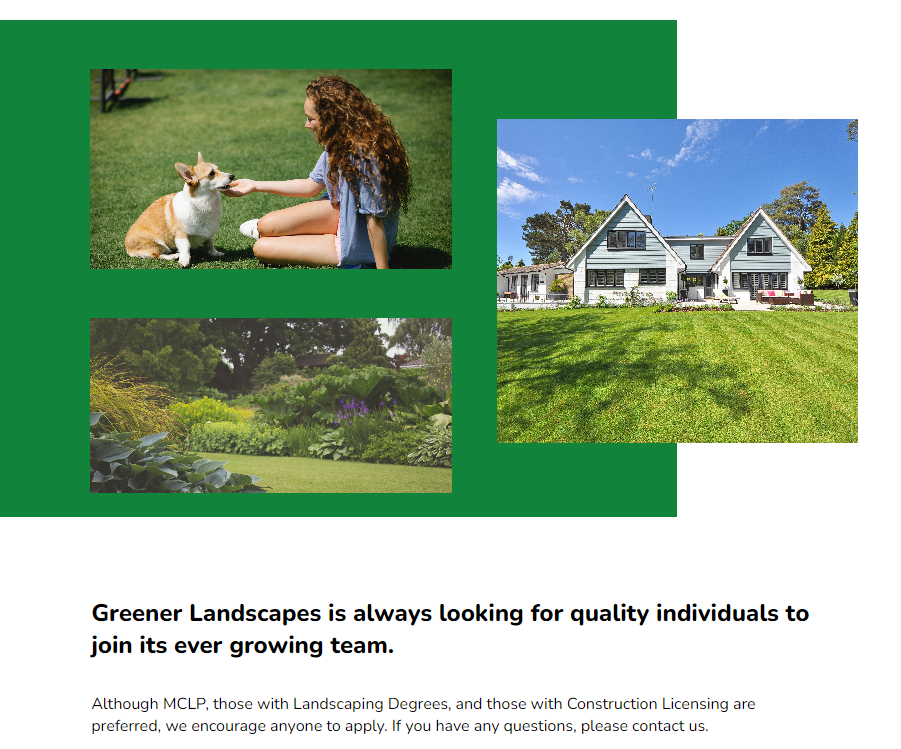 Greener Landscapes is always looking for quality individuals to
join its ever growing team.
Although MCLP, those with Landscaping Degrees, and those with Construction Licensing are
preferred, we encourage anyone to apply. If you have any questions, please contact us.